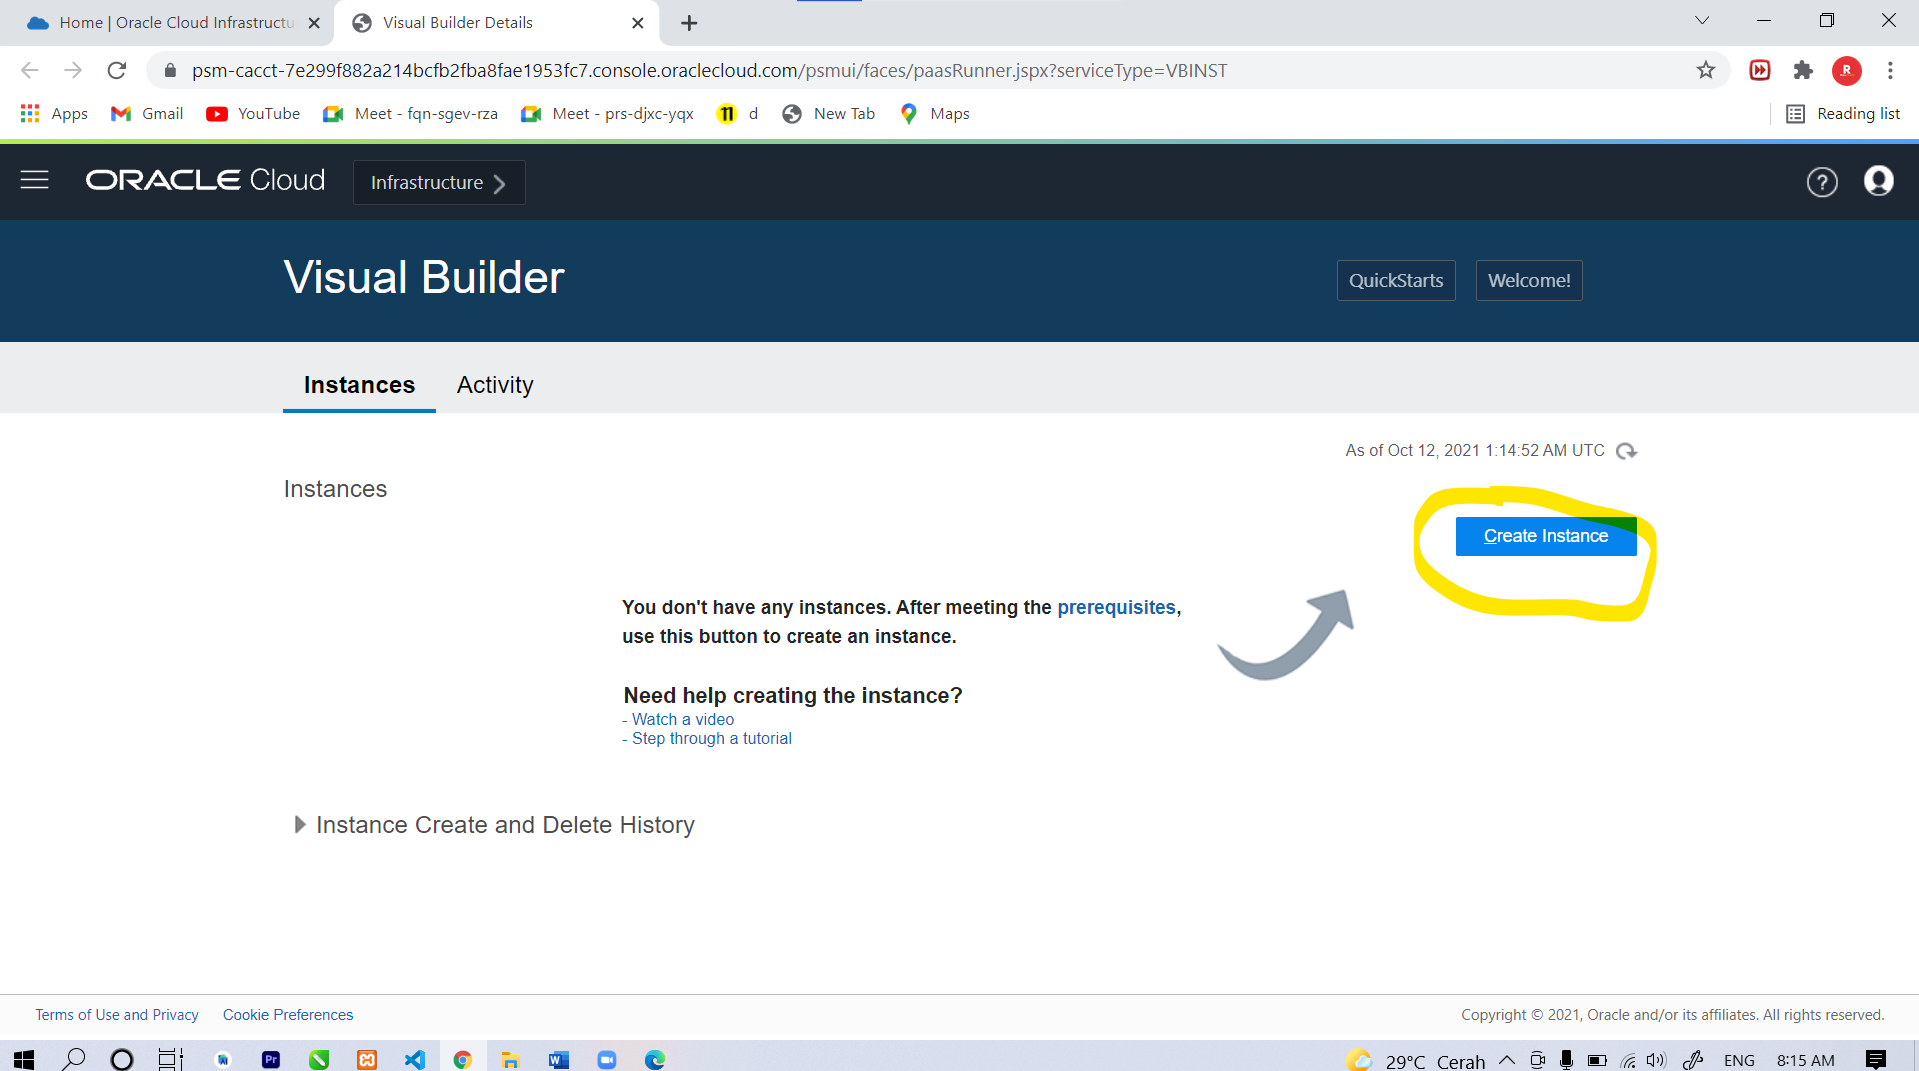 Home | Oracle Cloud Infrastructu
Visual Builder Details
psm-cacct-7e299f882a214bcfb2fba8fae1953fc7.console.oraclecloud.com/psmui/faces/paasRunner.jspx?serviceType=VBINST
R
Apps Gmail YouTube Meet - fqn-sgev-rza Meet - prs-djxc-yqx d New Tab Maps Reading list
ORACLE Cloud Infrastructure
?
Visual Builder
QuickStarts Welcome!
Instances Activity
As of Oct 12, 2021 1:14:52 AM UTC
Instances
Create Instance
You don't have any instances. After meeting the prerequisites,
use this button to create an instance.
Need help creating the instance?
- Watch a video
- Step through a tutorial
Instance Create and Delete History
Terms of Use and Privacy Cookie Preferences Copyright © 2021, Oracle and/or its affiliates. All rights reserved.
Pr W 29°C Cerah ENG 8:15 AM